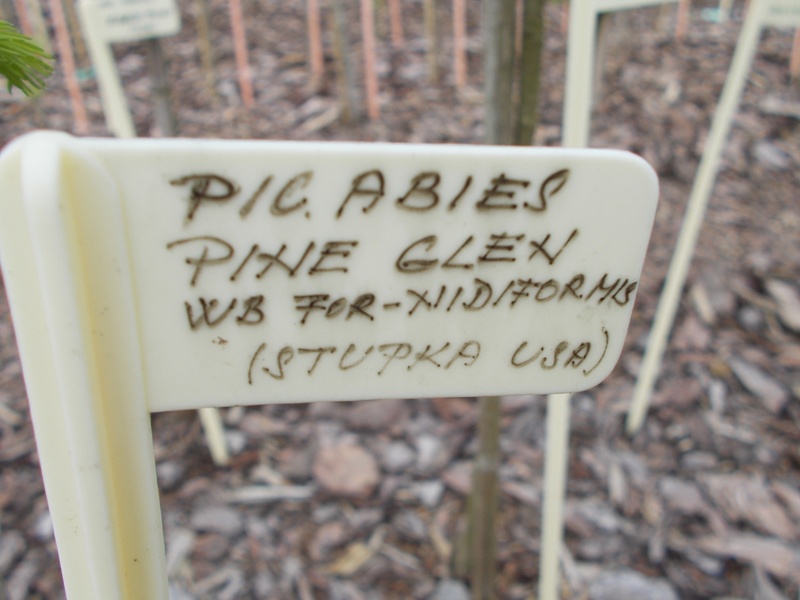 PIC. ABIES
PINE GLEN
WB FOR-NIDIFORMIS
(STUPKA USA)